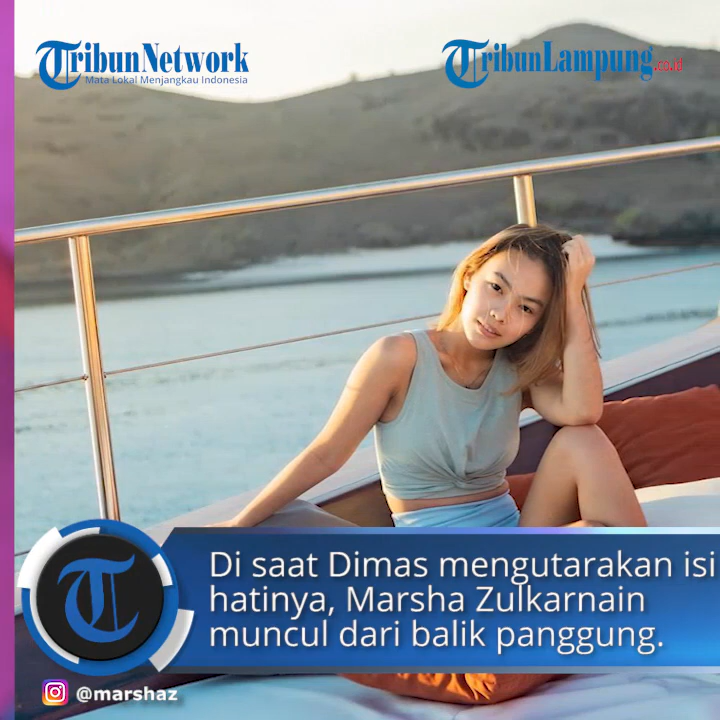 TribunNetwork
Mata Lokal Menjangkau Indonesia
TribunLampung.co.id
Di saat Dimas mengutarakan isi
hatinya, Marsha Zulkarnain
muncul dari balik panggung.
@marshaz